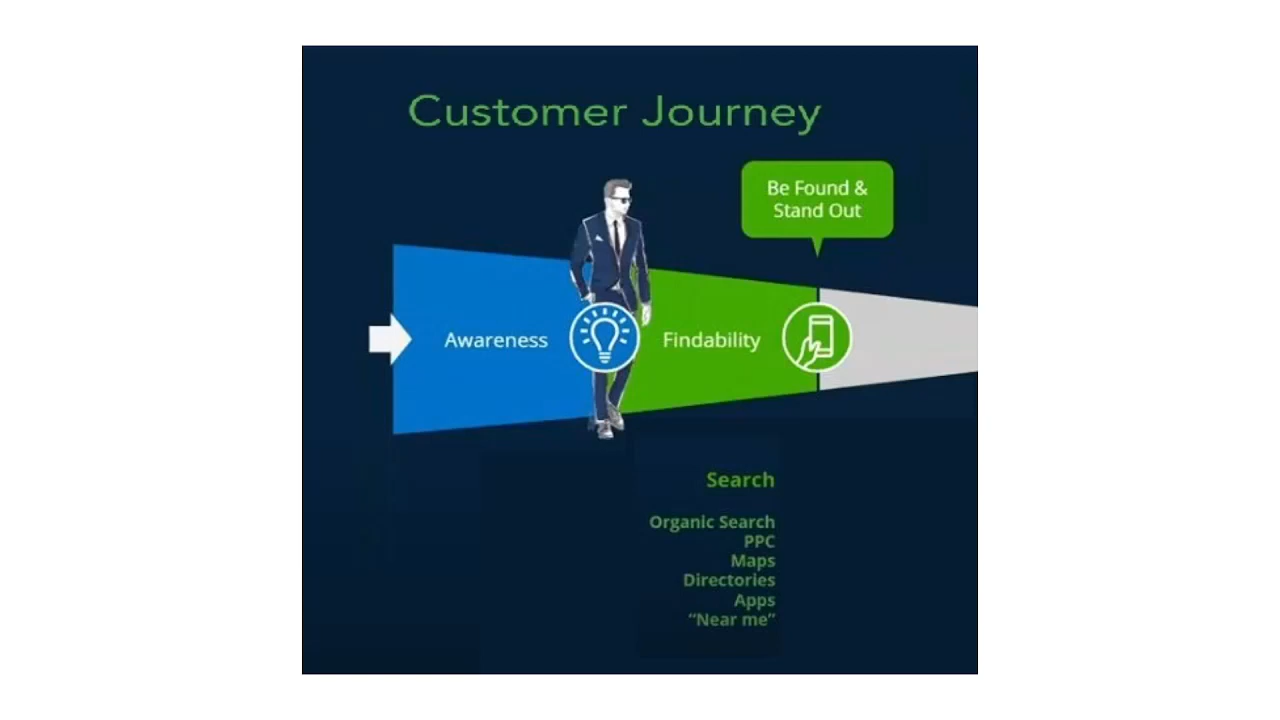 Customer Journey
Be Found &
Stand Out
Awareness
Findability
Search
Organic Search
PPC
Maps
Directories
Apps
“Near me”